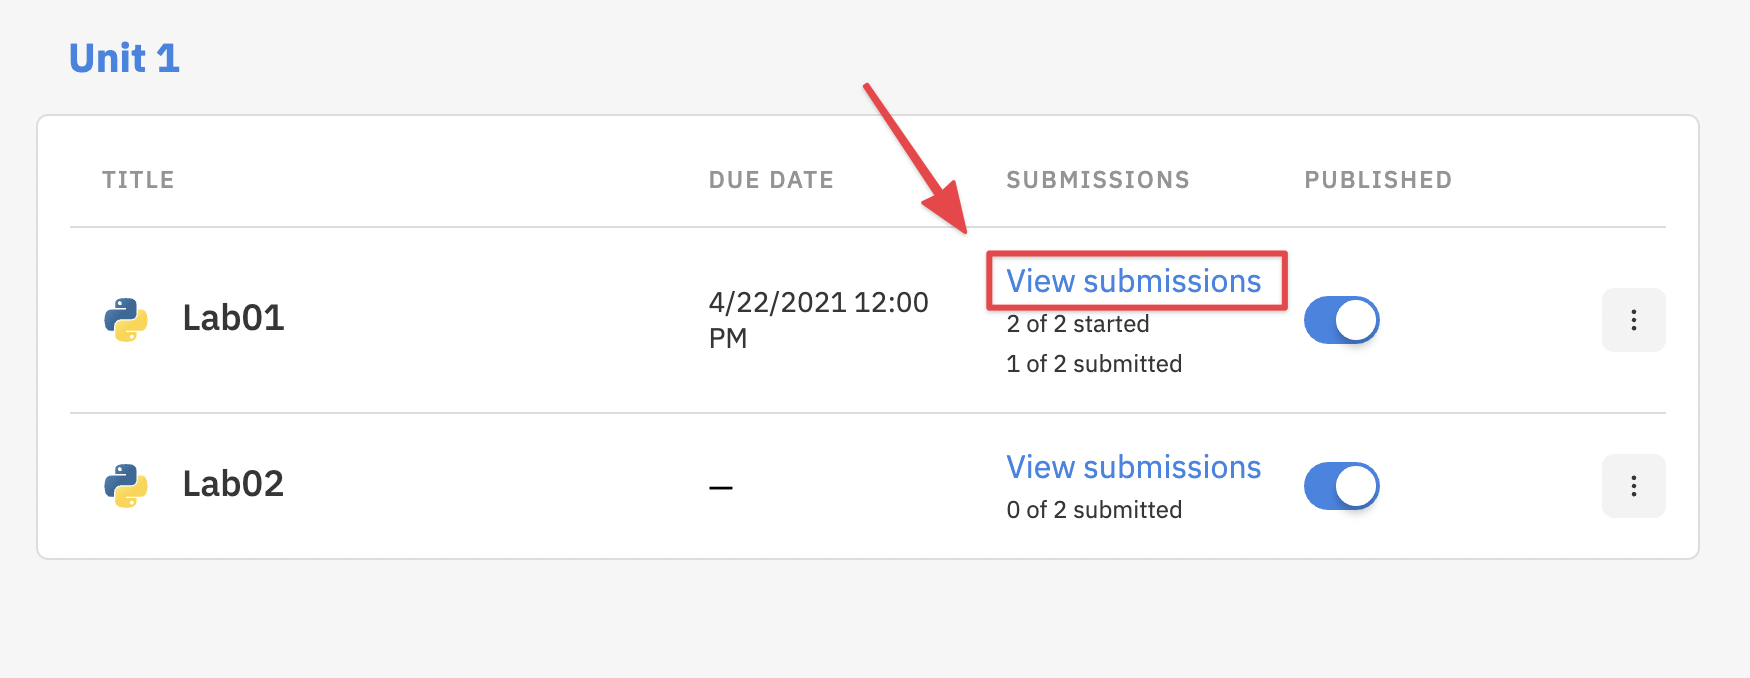 Unit 1
TITLE
DUE DATE
SUBMISSIONS
PUBLISHED
Lab01
4/22/2021 12:00
PM
View submissions
2 of 2 started
1 of 2 submitted
Lab02
—
View submissions
0 of 2 submitted